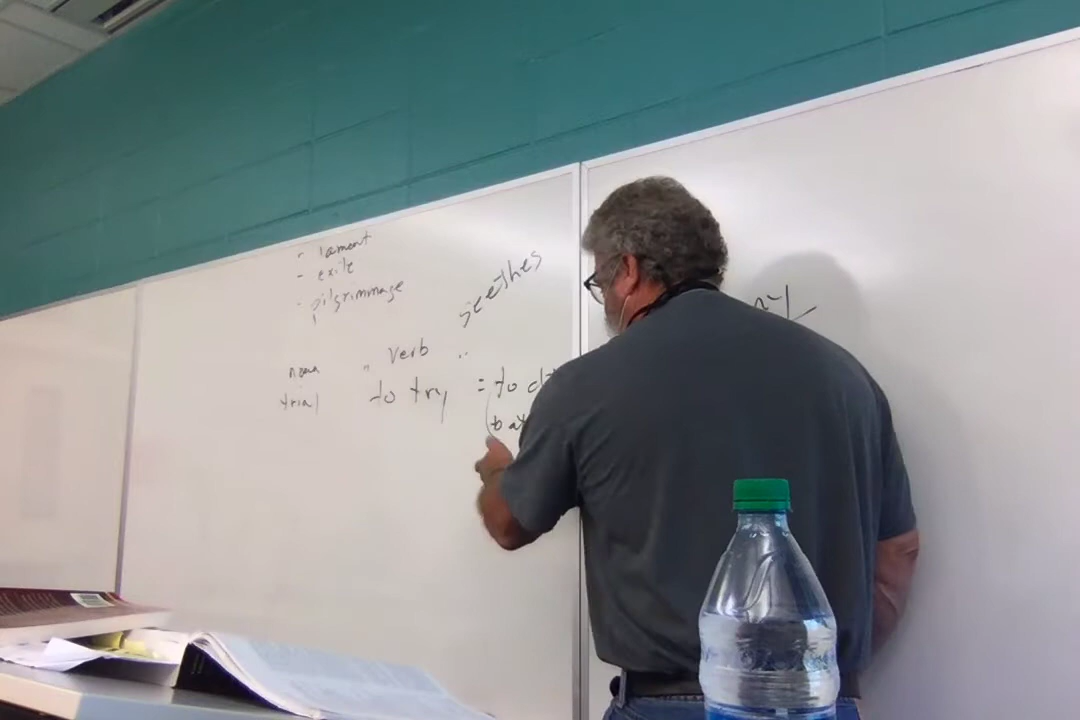 - lament
- exile
- pilgrimmage
seethes
noun " verb "
trial to try = to